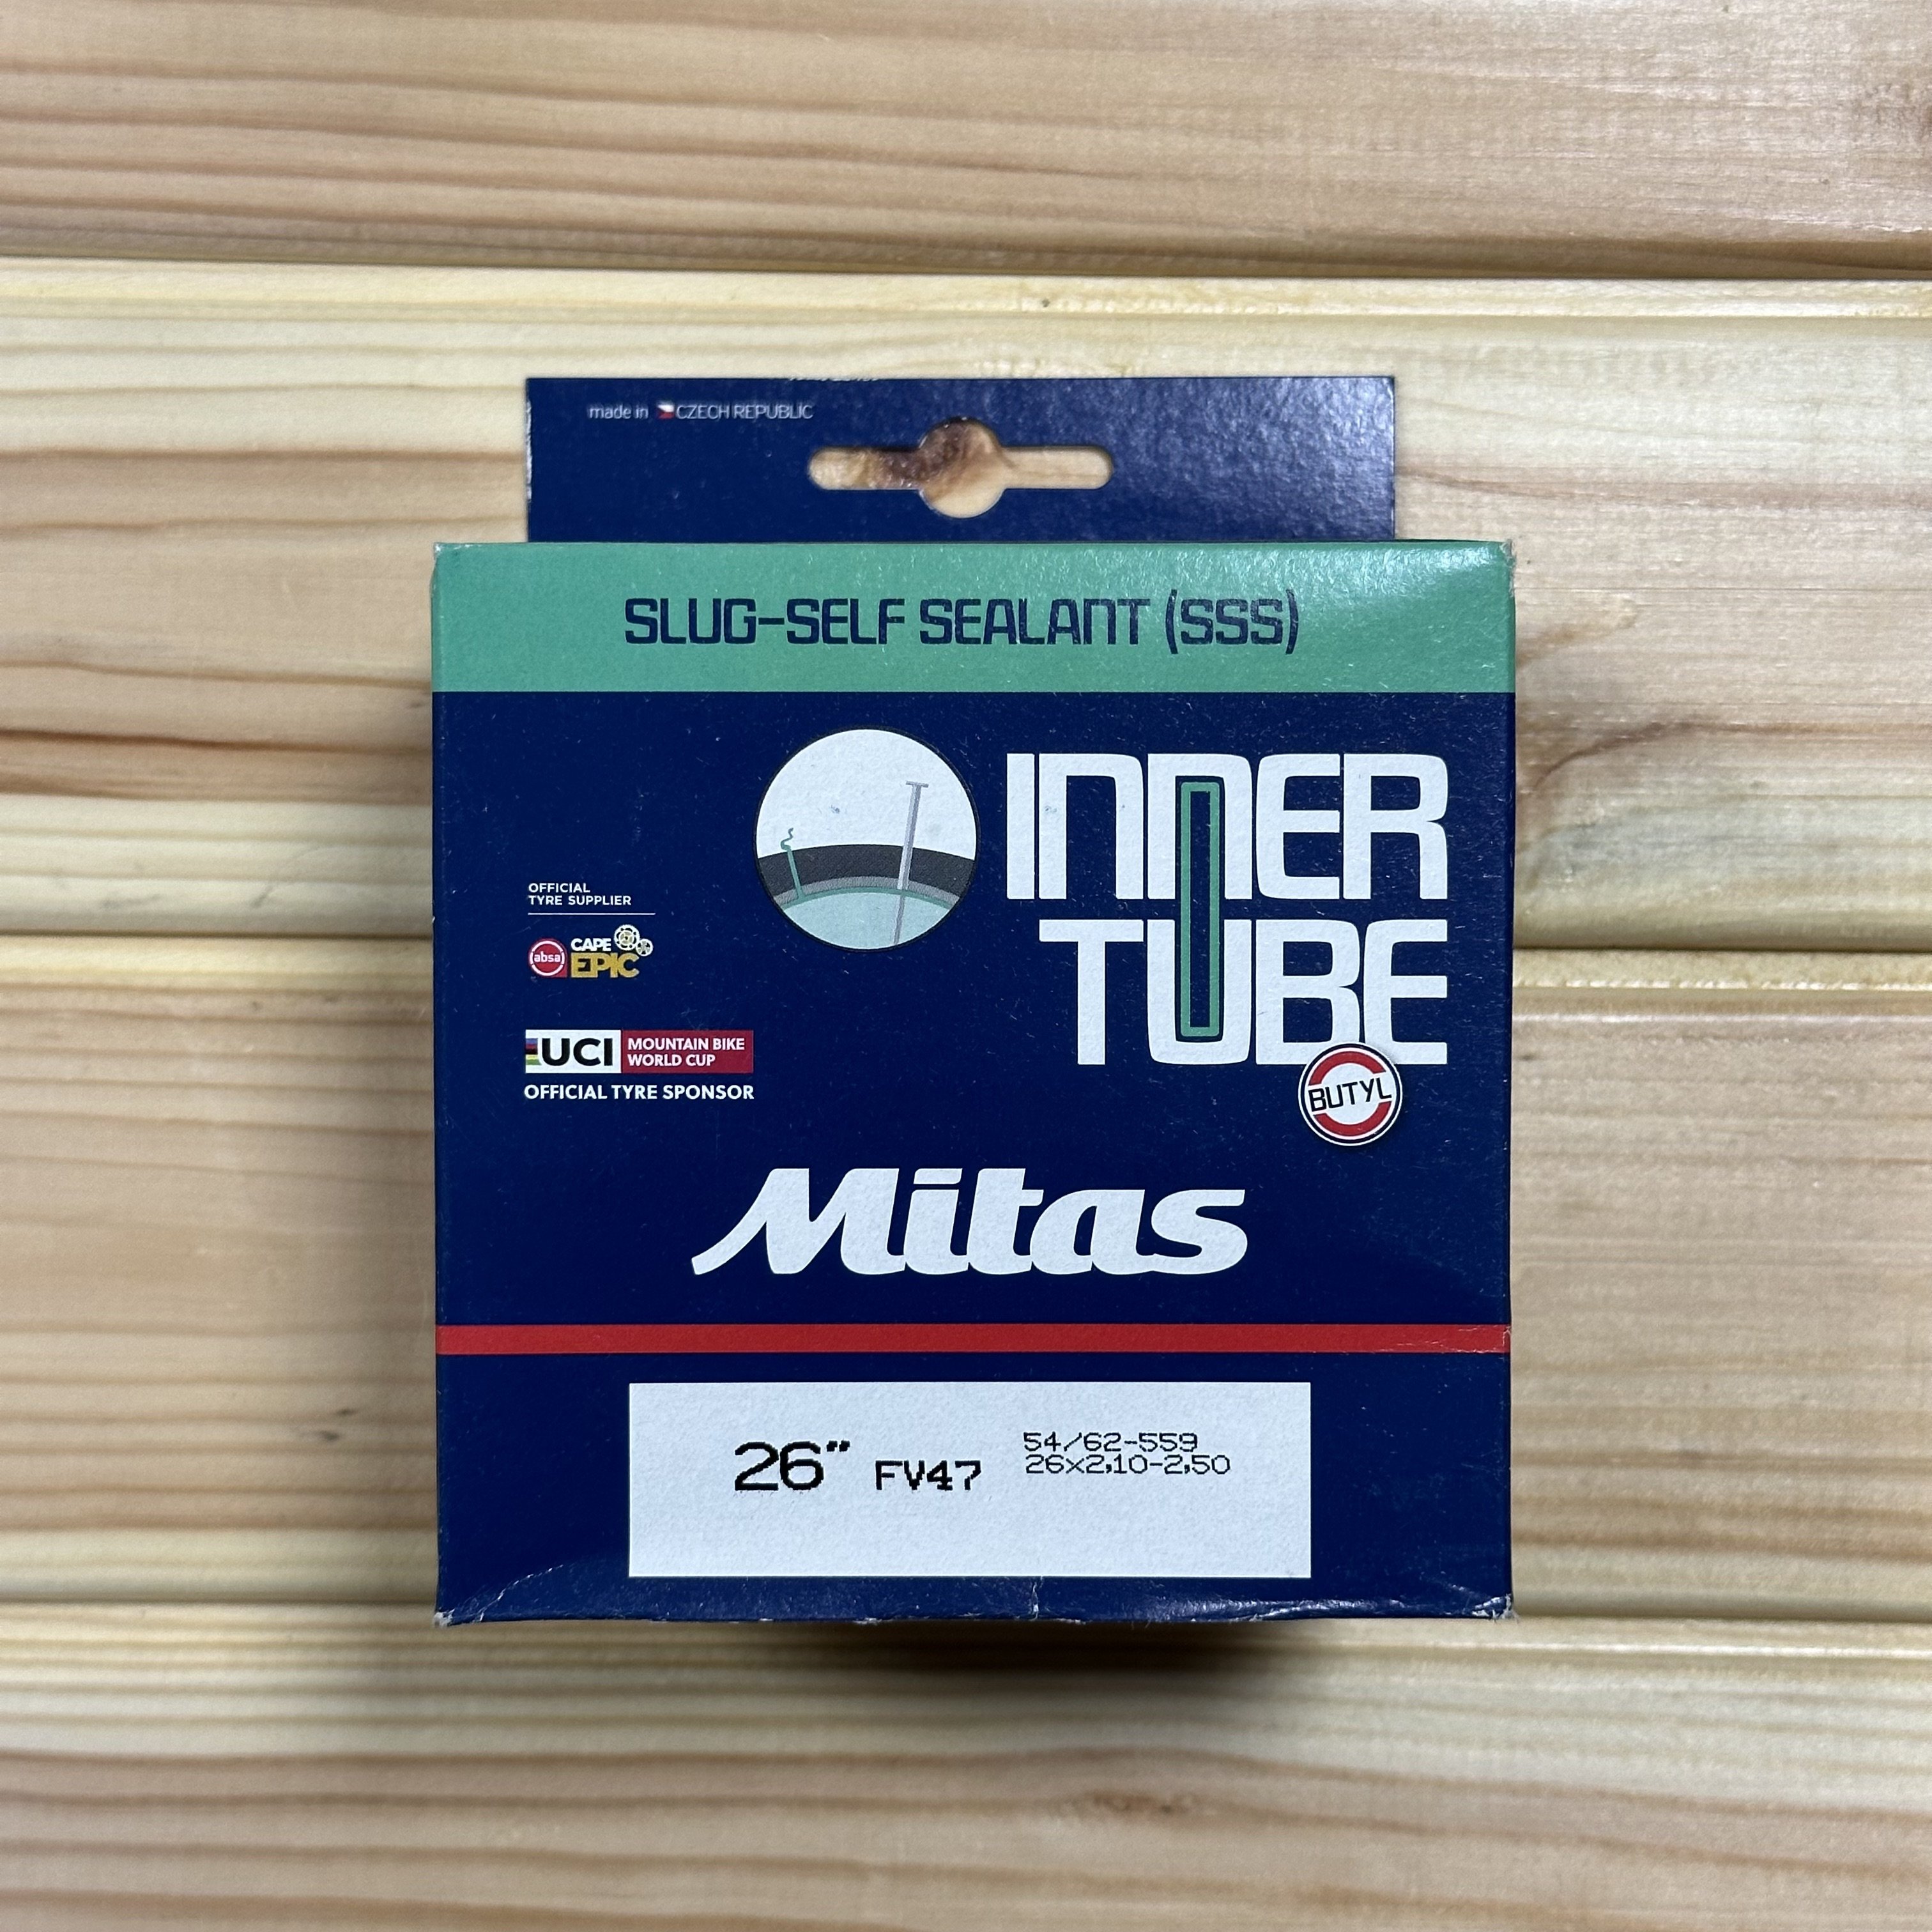 made in CZECH REPUBLIC
SLUG-SELF SEALANT (SSS)
INNER
TUBE
BUTYL
OFFICIAL
TYRE SUPPLIER
absa
CAPE
EPIC
UCI MOUNTAIN BIKE
WORLD CUP
OFFICIAL TYRE SPONSOR
Mitas
26" FV47
54/62-559
26x2,10-2,50